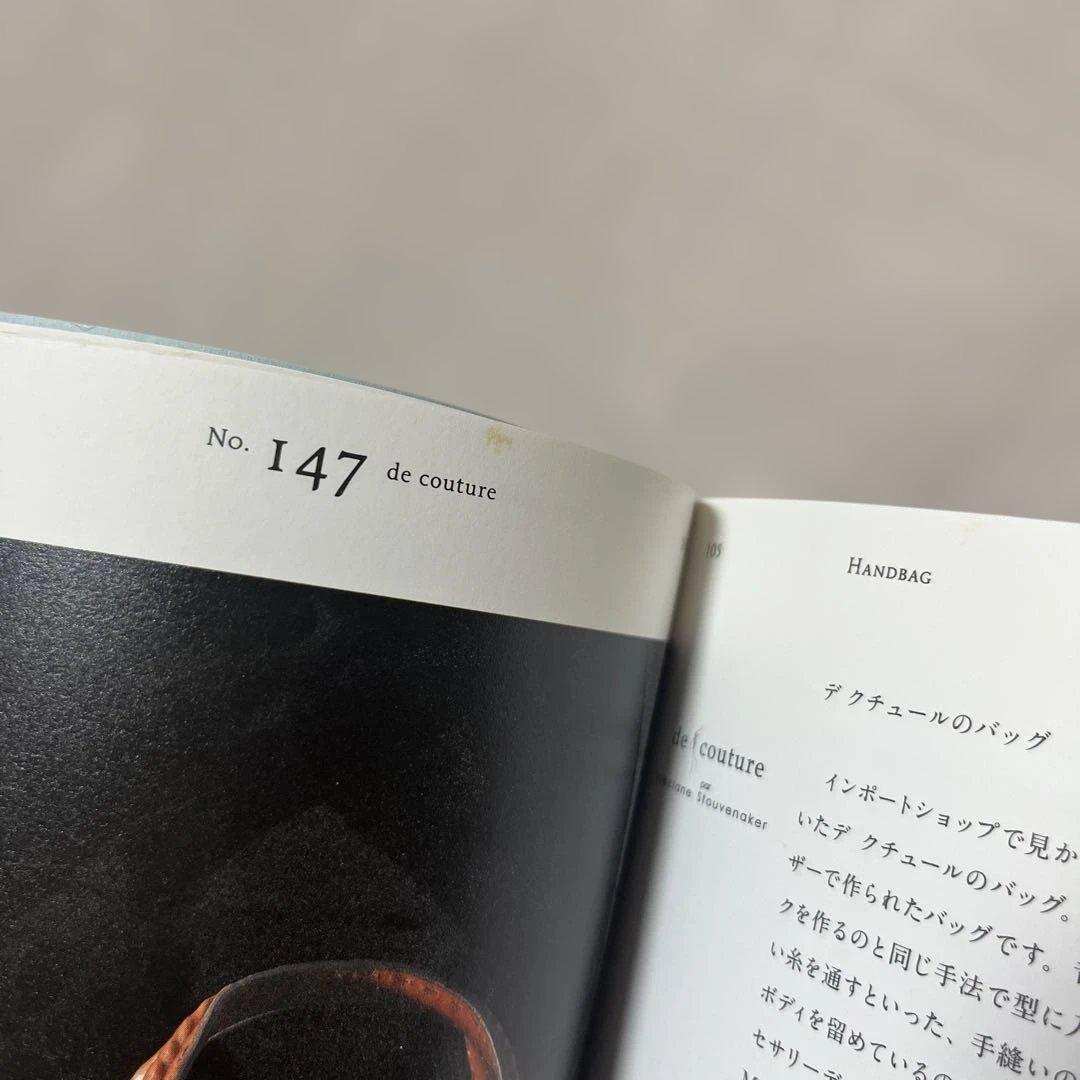 No. 147 de couture
105
HANDBAG
デ クチュールのバッグ
de couture
par
Stouvenaker
インポートショップで見か
いたデ クチュールのバッグ。
ザーで作られたバッグです。
クを作るのと同じ手法で型に入
い糸を通すといった、手縫いの
ボディを留めているの
セサリーデ